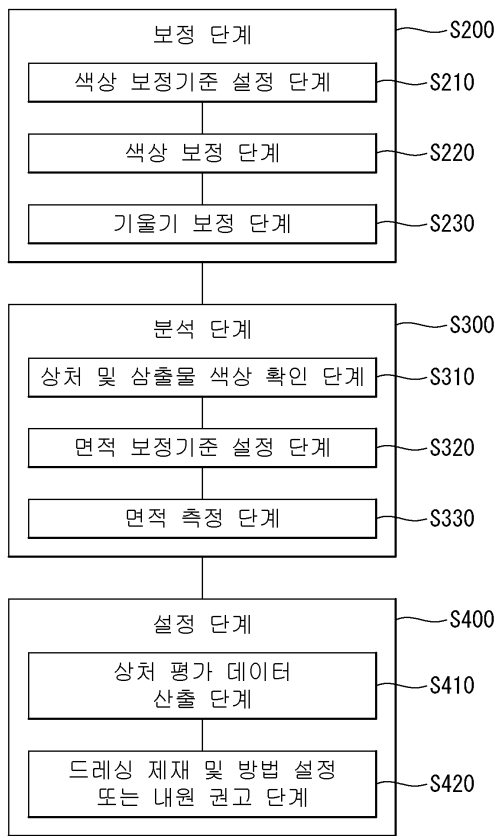 보정 단계
S200
색상 보정기준 설정 단계
S210
색상 보정 단계
S220
기울기 보정 단계
S230
분석 단계
S300
상처 및 삼출물 색상 확인 단계
S310
면적 보정기준 설정 단계
S320
면적 측정 단계
S330
설정 단계
S400
상처 평가 데이터
산출 단계
S410
드레싱 제재 및 방법 설정
또는 내원 권고 단계
S420